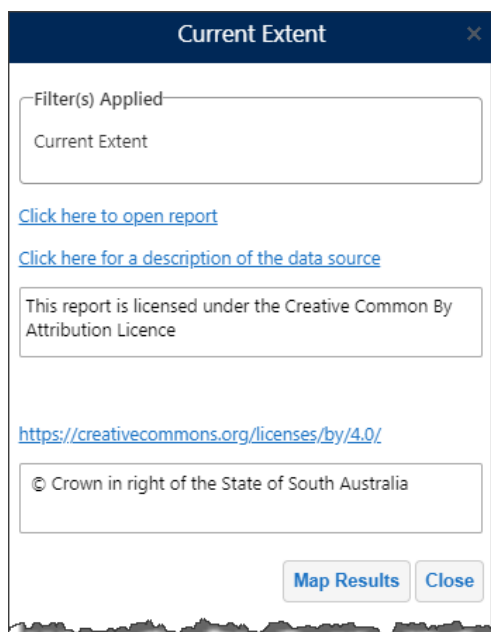 Current Extent
Filter(s) Applied
Current Extent
Click here to open report
Click here for a description of the data source
This report is licensed under the Creative Common By
Attribution Licence
https://creativecommons.org/licenses/by/4.0/
© Crown in right of the State of South Australia
Map Results Close